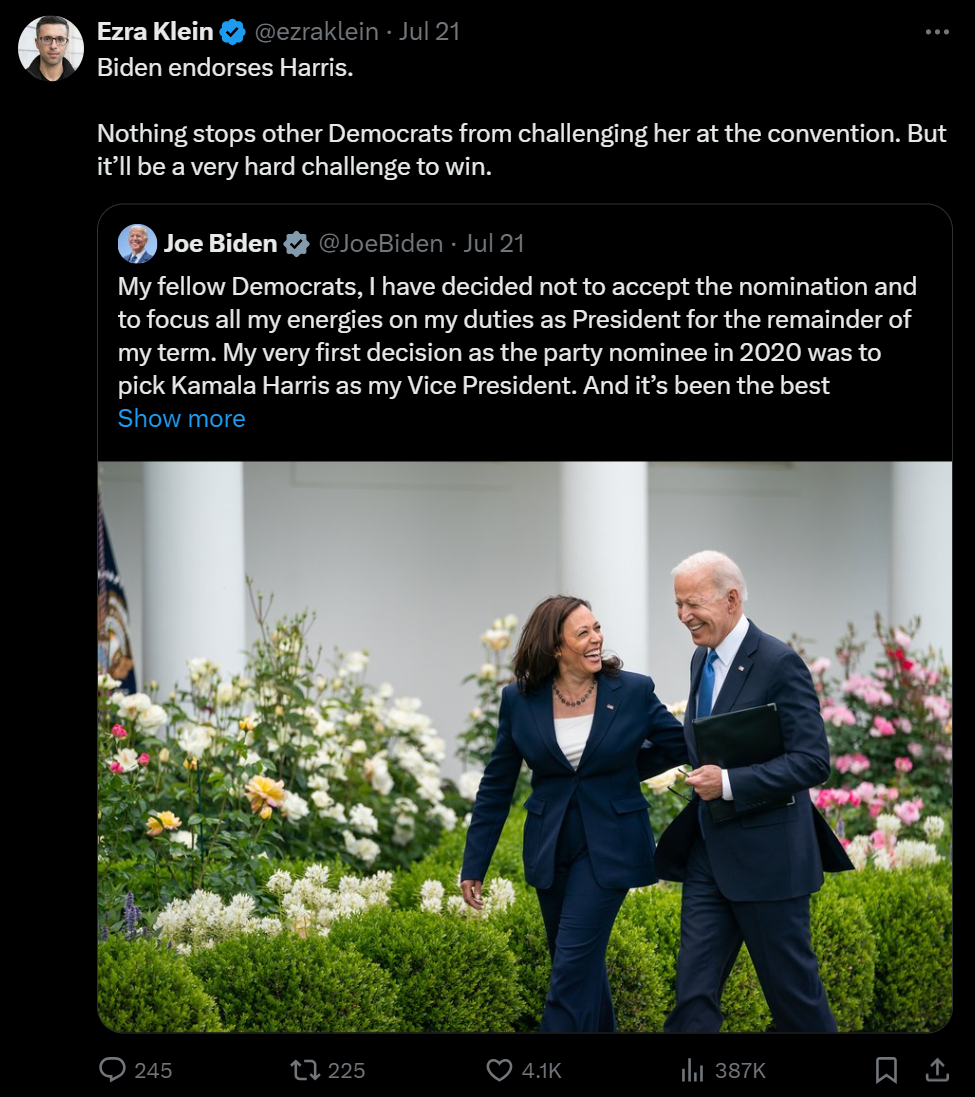 Ezra Klein @ezraklein · Jul 21
Biden endorses Harris.
Nothing stops other Democrats from challenging her at the convention. But
it’ll be a very hard challenge to win.
Joe Biden @JoeBiden · Jul 21
My fellow Democrats, I have decided not to accept the nomination and
to focus all my energies on my duties as President for the remainder of
my term. My very first decision as the party nominee in 2020 was to
pick Kamala Harris as my Vice President. And it’s been the best
Show more
245 225 4.1K 387K